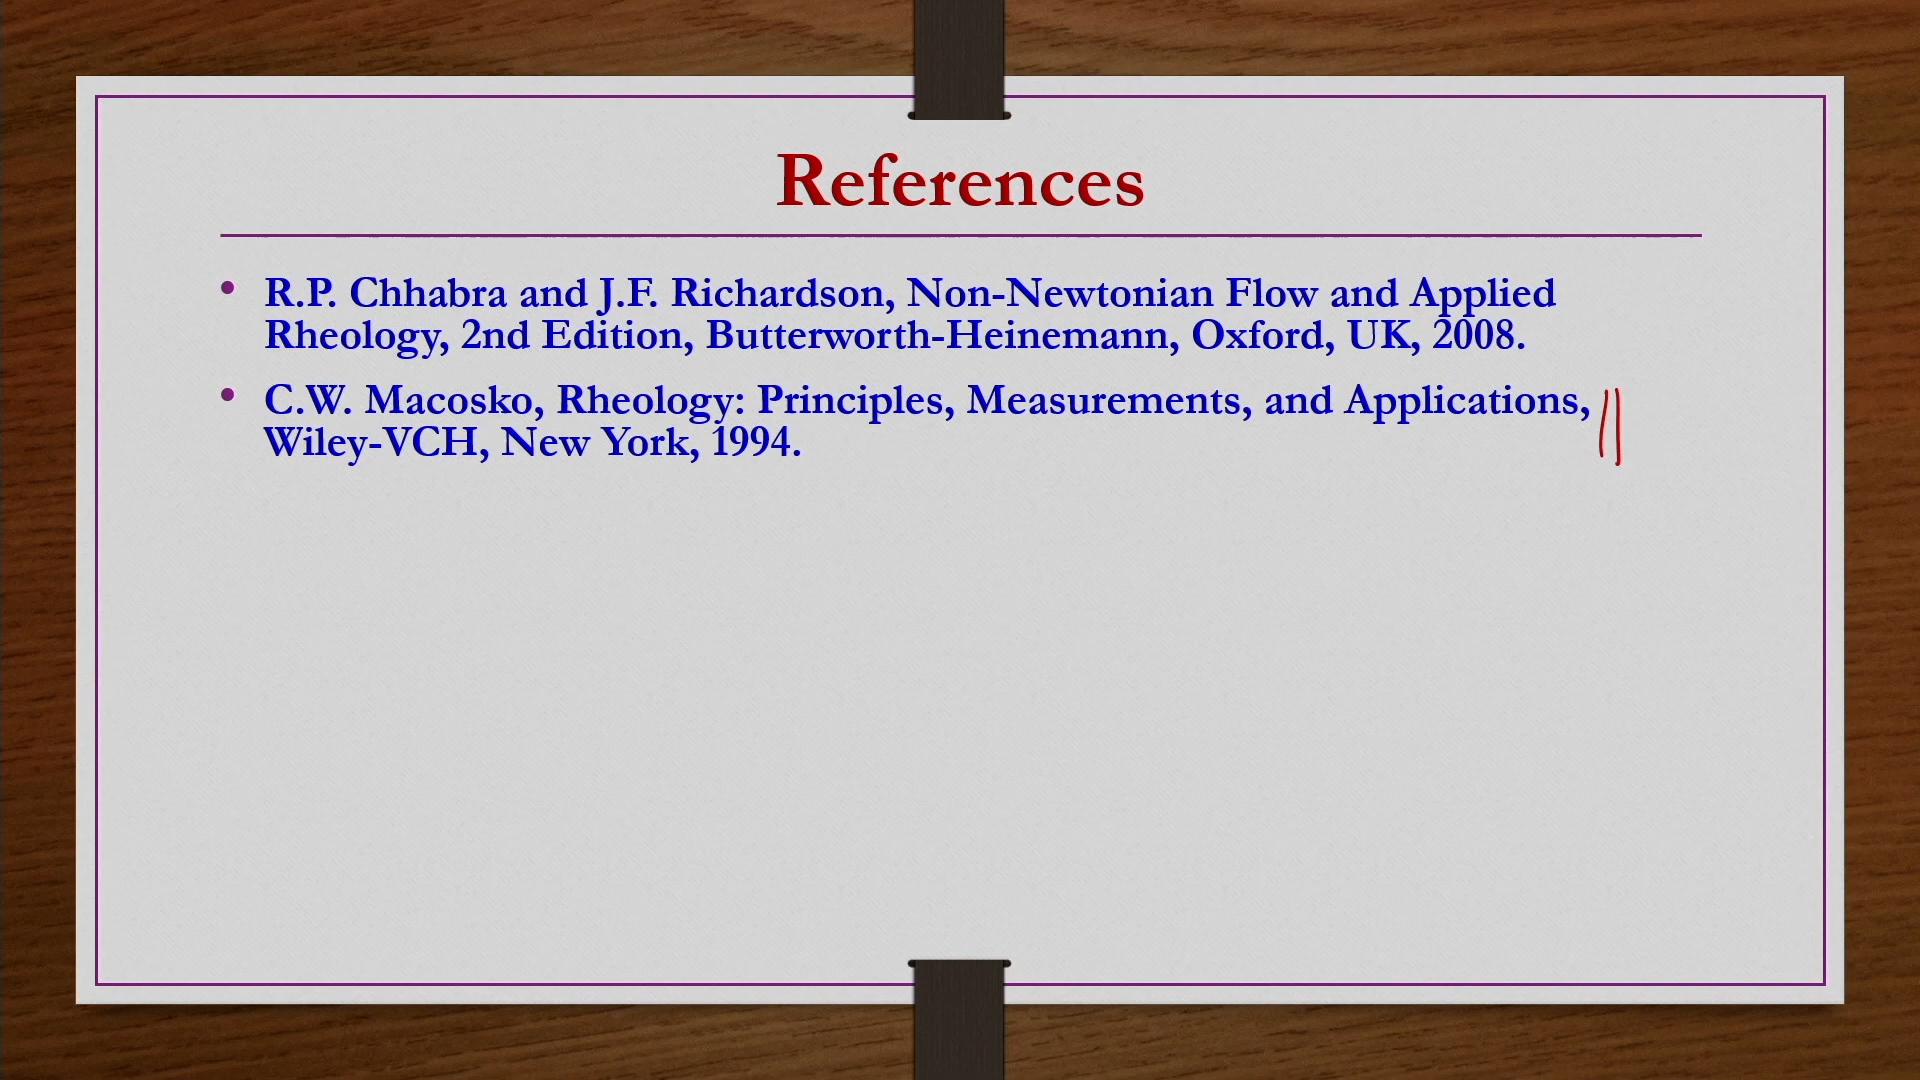 References
• R.P. Chhabra and J.F. Richardson, Non-Newtonian Flow and Applied
Rheology, 2nd Edition, Butterworth-Heinemann, Oxford, UK, 2008.
• C.W. Macosko, Rheology: Principles, Measurements, and Applications,
Wiley-VCH, New York, 1994.